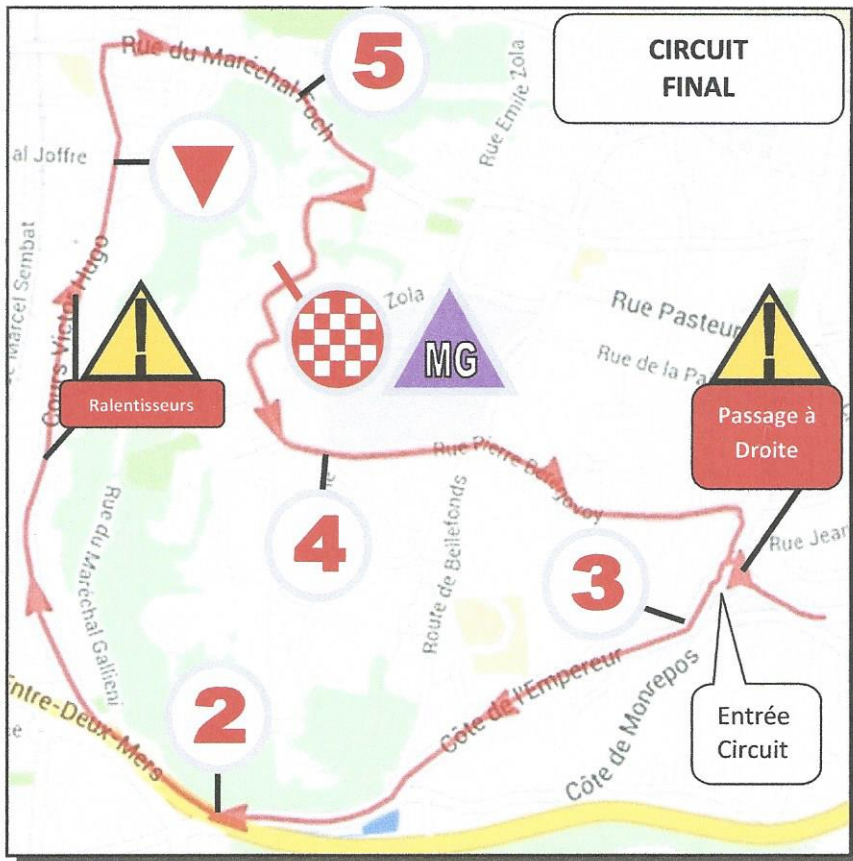 CIRCUIT
FINAL
Rue du Maréchal Foch
5
Rue Emile Zola
al Joffre
Marcel Sembat
Cours Victor Hugo
Zola
MG
Rue Pasteur
Rue de la Pa
Ralentisseurs
Passage à
Droite
Rue Pierre Beregovoy
4
Route de Bellefonds
Rue Jean
3
Rue du Maréchal Gallieni
Entre-Deux-Mers
2
Côte de l'Empereur
Côte de Monrepos
Entrée
Circuit